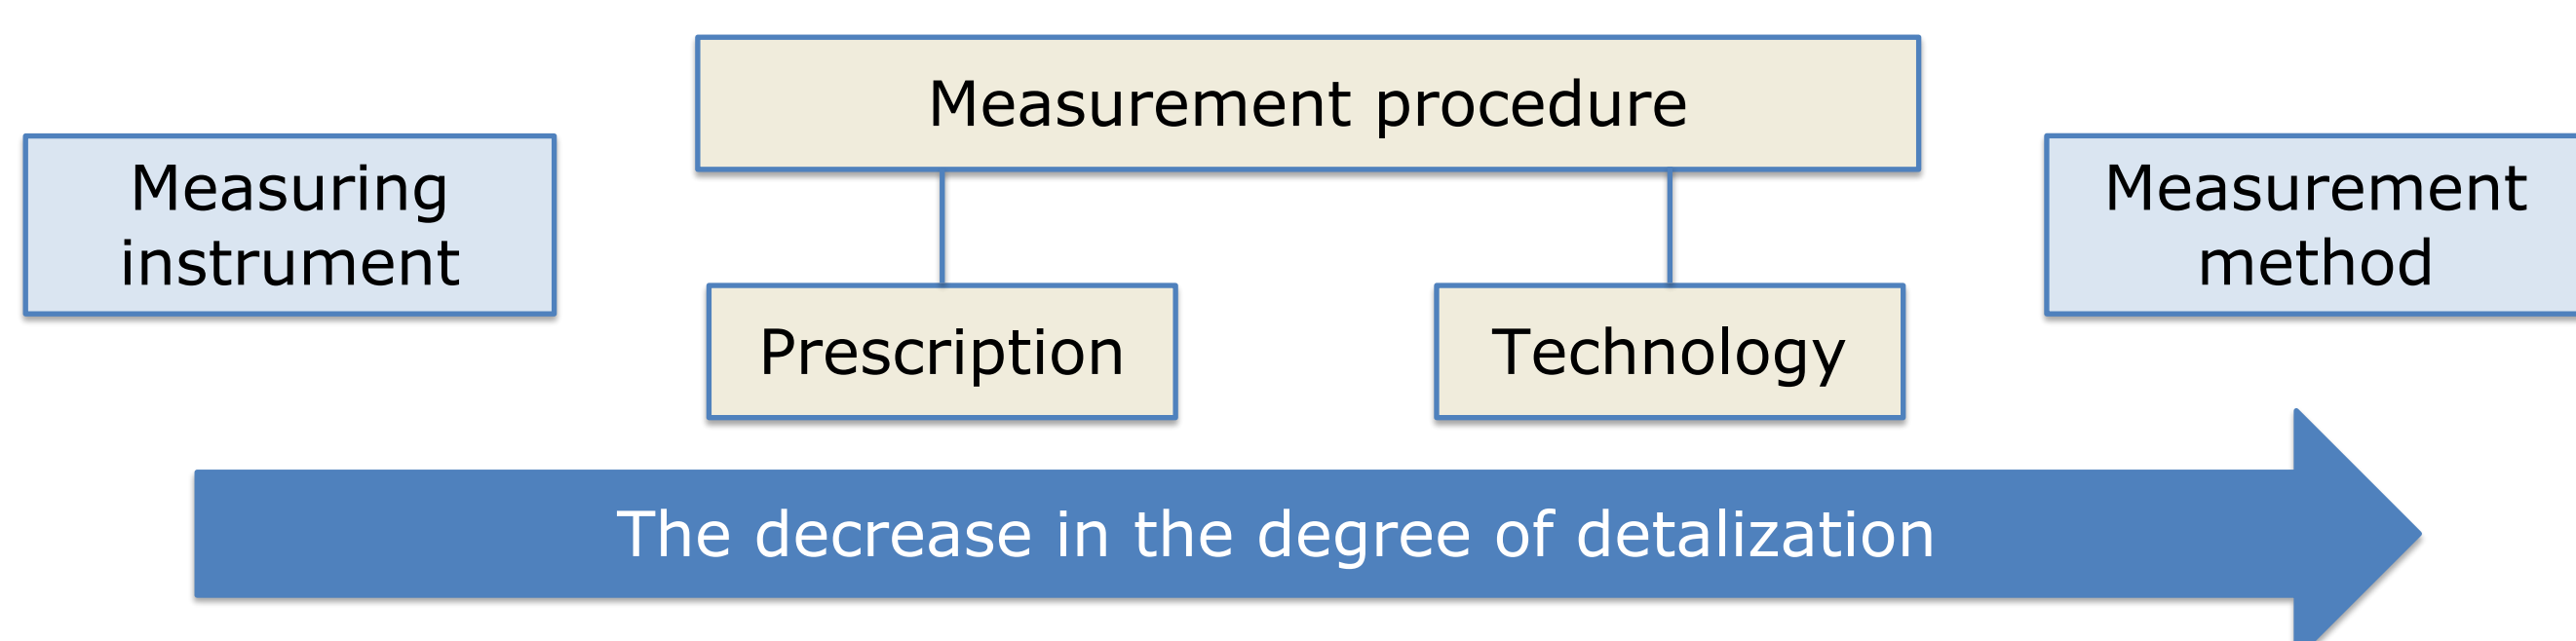 Measurement procedure
Measuring
instrument
Measurement
method
Prescription
Technology
The decrease in the degree of detalization